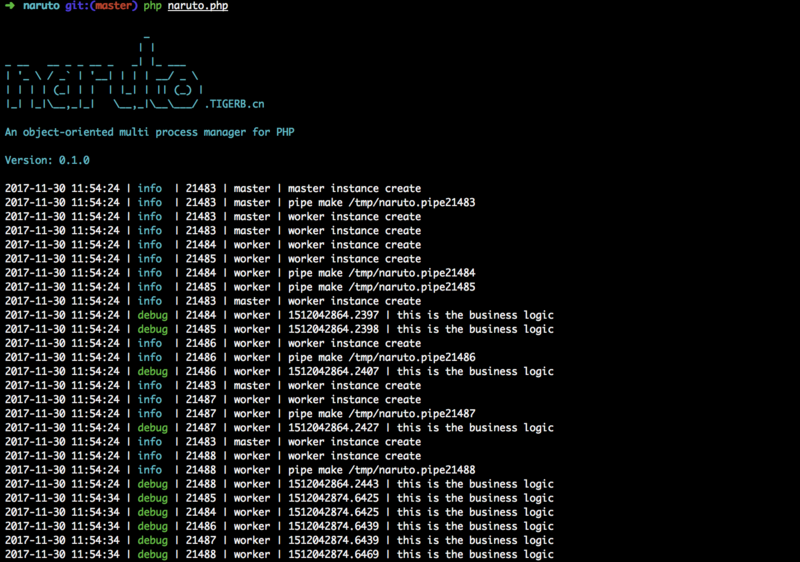 ➜ naruto git:(master) php naruto.php
naruto .TIGERB.cn
An object-oriented multi process manager for PHP
Version: 0.1.0
2017-11-30 11:54:24 | info | 21483 | master | master instance create
2017-11-30 11:54:24 | info | 21483 | master | pipe make /tmp/naruto.pipe21483
2017-11-30 11:54:24 | info | 21483 | master | worker instance create
2017-11-30 11:54:24 | info | 21483 | master | worker instance create
2017-11-30 11:54:24 | info | 21484 | worker | worker instance create
2017-11-30 11:54:24 | info | 21485 | worker | worker instance create
2017-11-30 11:54:24 | info | 21484 | worker | pipe make /tmp/naruto.pipe21484
2017-11-30 11:54:24 | info | 21485 | worker | pipe make /tmp/naruto.pipe21485
2017-11-30 11:54:24 | info | 21483 | master | worker instance create
2017-11-30 11:54:24 | debug | 21484 | worker | 1512042864.2397 | this is the business logic
2017-11-30 11:54:24 | debug | 21485 | worker | 1512042864.2398 | this is the business logic
2017-11-30 11:54:24 | info | 21486 | worker | worker instance create
2017-11-30 11:54:24 | info | 21486 | worker | pipe make /tmp/naruto.pipe21486
2017-11-30 11:54:24 | debug | 21486 | worker | 1512042864.2407 | this is the business logic
2017-11-30 11:54:24 | info | 21483 | master | worker instance create
2017-11-30 11:54:24 | info | 21487 | worker | worker instance create
2017-11-30 11:54:24 | info | 21487 | worker | pipe make /tmp/naruto.pipe21487
2017-11-30 11:54:24 | debug | 21487 | worker | 1512042864.2427 | this is the business logic
2017-11-30 11:54:24 | info | 21483 | master | worker instance create
2017-11-30 11:54:24 | info | 21488 | worker | worker instance create
2017-11-30 11:54:24 | info | 21488 | worker | pipe make /tmp/naruto.pipe21488
2017-11-30 11:54:24 | debug | 21488 | worker | 1512042864.2443 | this is the business logic
2017-11-30 11:54:34 | debug | 21485 | worker | 1512042874.6425 | this is the business logic
2017-11-30 11:54:34 | debug | 21484 | worker | 1512042874.6425 | this is the business logic
2017-11-30 11:54:34 | debug | 21486 | worker | 1512042874.6439 | this is the business logic
2017-11-30 11:54:34 | debug | 21487 | worker | 1512042874.6439 | this is the business logic
2017-11-30 11:54:34 | debug | 21488 | worker | 1512042874.6469 | this is the business logic